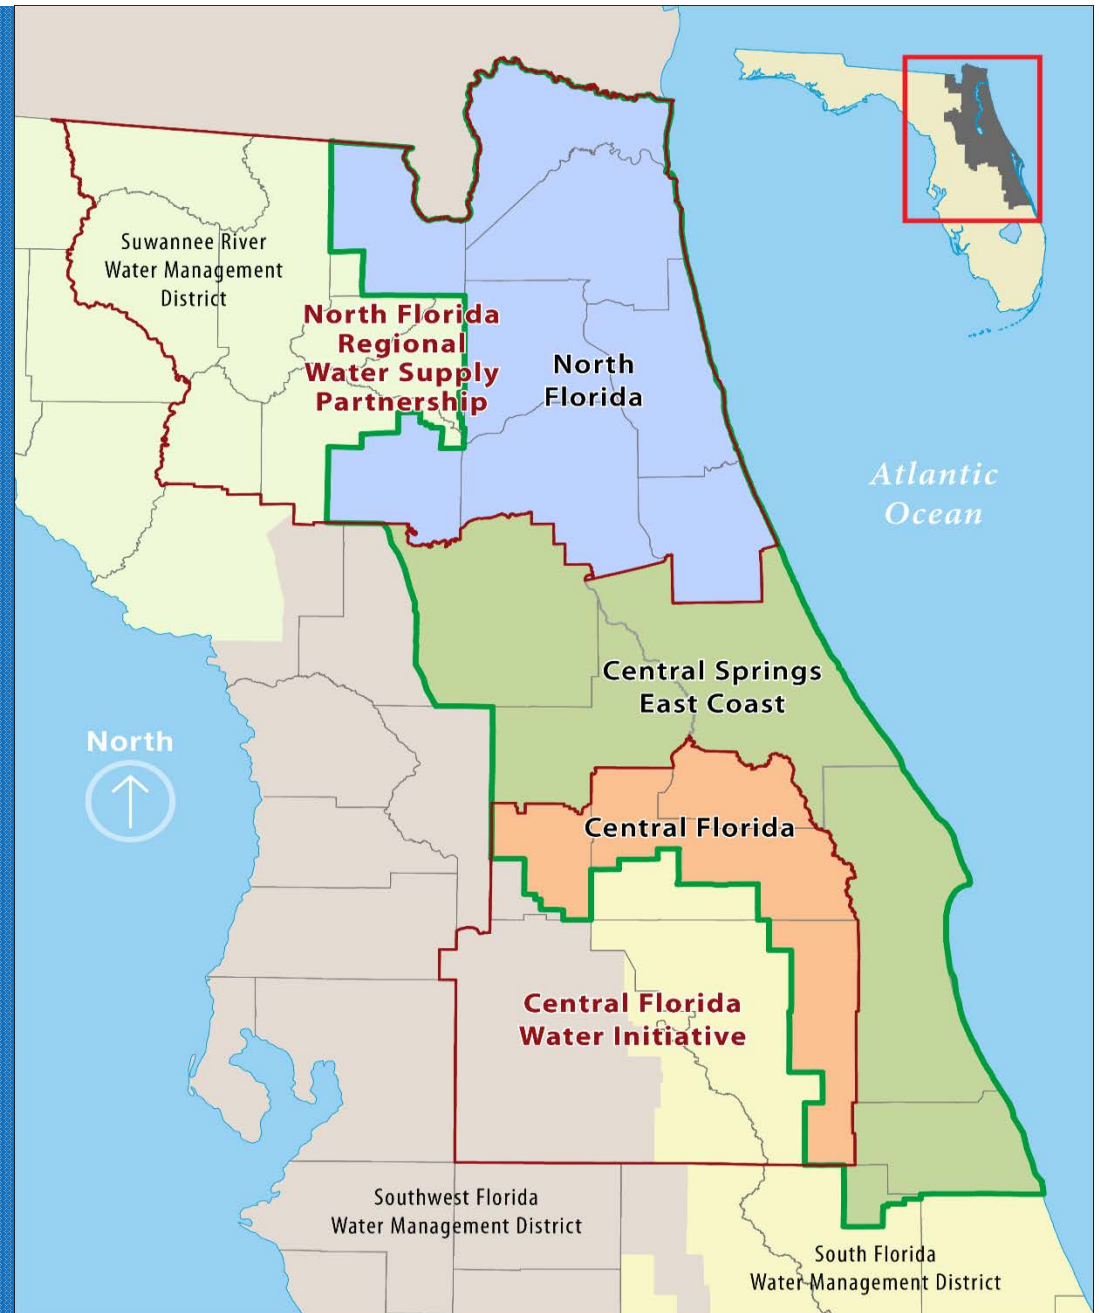 Suwannee River
Water Management
District
North Florida
Regional
Water Supply
Partnership
North
Florida
Atlantic
Ocean
Central Springs
East Coast
North
Central Florida
Central Florida
Water Initiative
Southwest Florida
Water Management District
South Florida
Water Management District